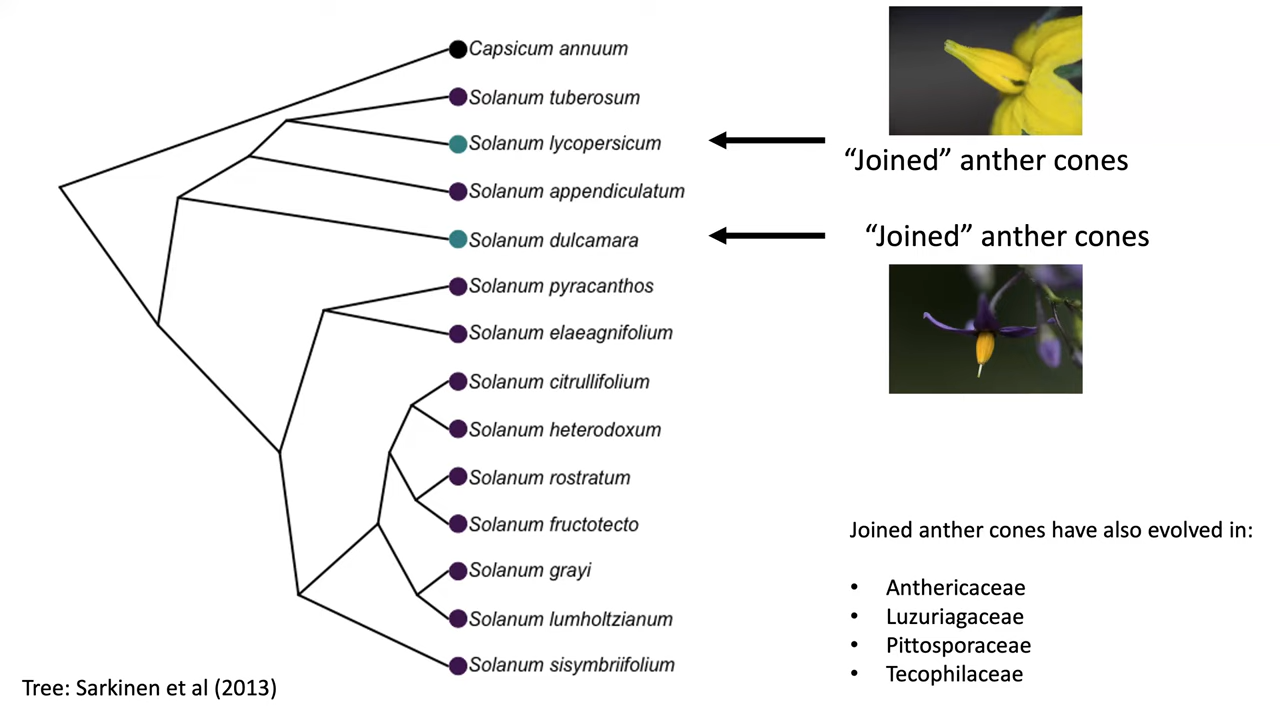 Capsicum annuum
Solanum tuberosum
Solanum lycopersicum
Solanum appendiculatum
Solanum dulcamara
Solanum pyracanthos
Solanum elaeagnifolium
Solanum citrullifolium
Solanum heterodoxum
Solanum rostratum
Solanum fructotecto
Solanum grayi
Solanum lumholtzianum
Solanum sisymbriifolium
Tree: Sarkinen et al (2013)
“Joined” anther cones
“Joined” anther cones
Joined anther cones have also evolved in:
• Anthericaceae
• Luzuriagaceae
• Pittosporaceae
• Tecophilaceae